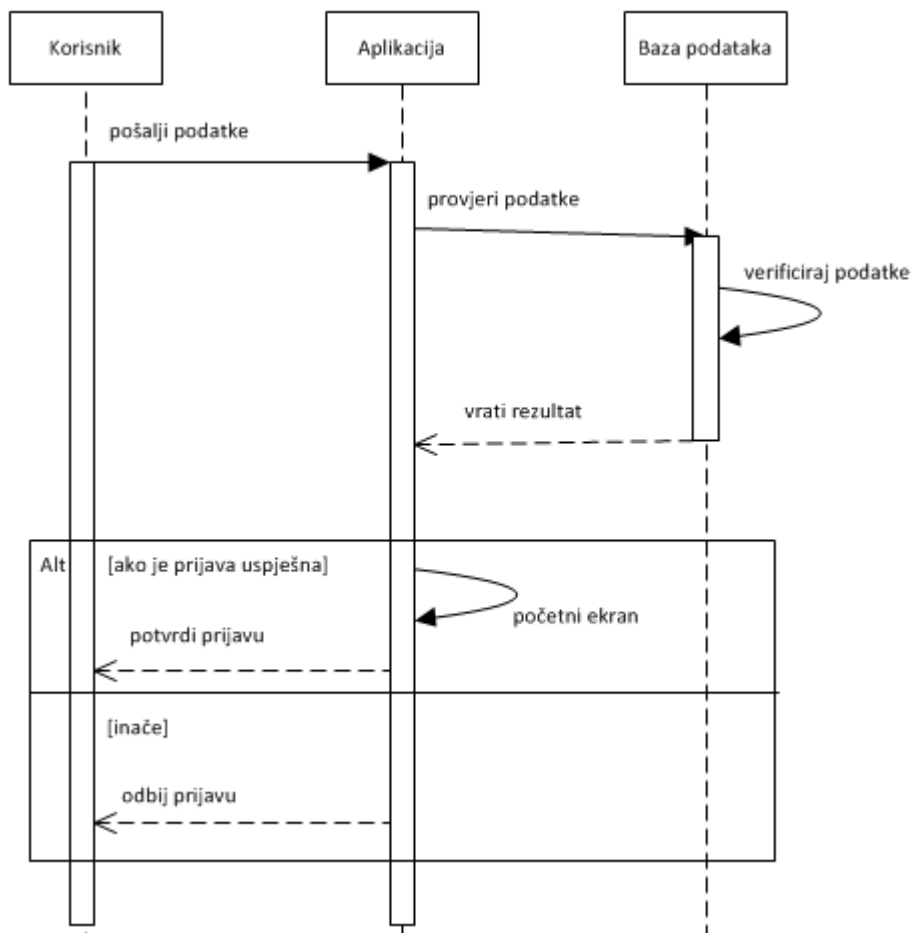 Korisnik
Aplikacija
Baza podataka
pošalji podatke
provjeri podatke
verificiraj podatke
vrati rezultat
Alt
[ako je prijava uspješna]
početni ekran
potvrdi prijavu
[inače]
odbij prijavu